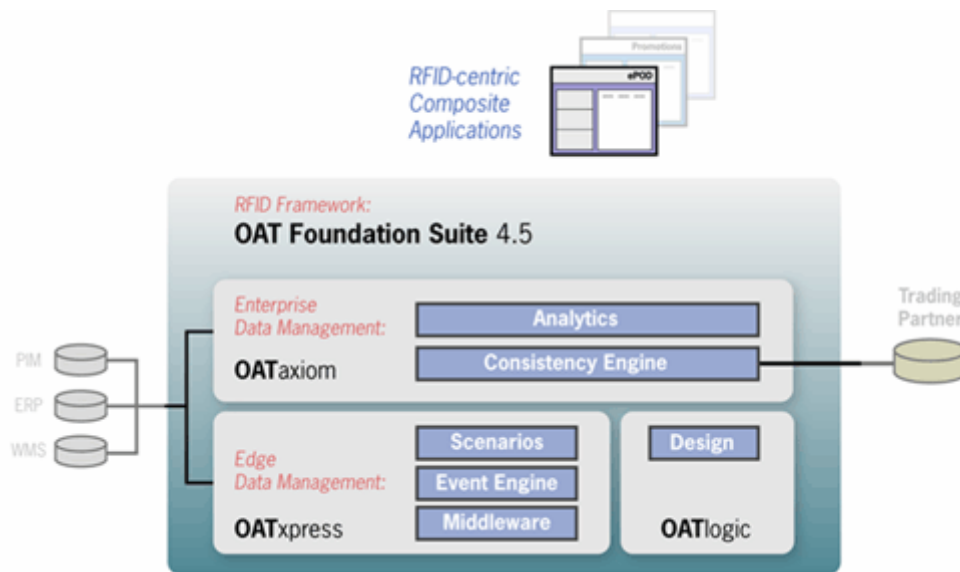 Promotions
ePOD
RFID-centric
Composite
Applications
RFID Framework:
OAT Foundation Suite 4.5
Enterprise
Data Management:
OATaxiom
Analytics
Consistency Engine
Trading
Partner
PIM
ERP
WMS
Edge
Data Management:
OATxpress
Scenarios
Event Engine
Middleware
Design
OATlogic